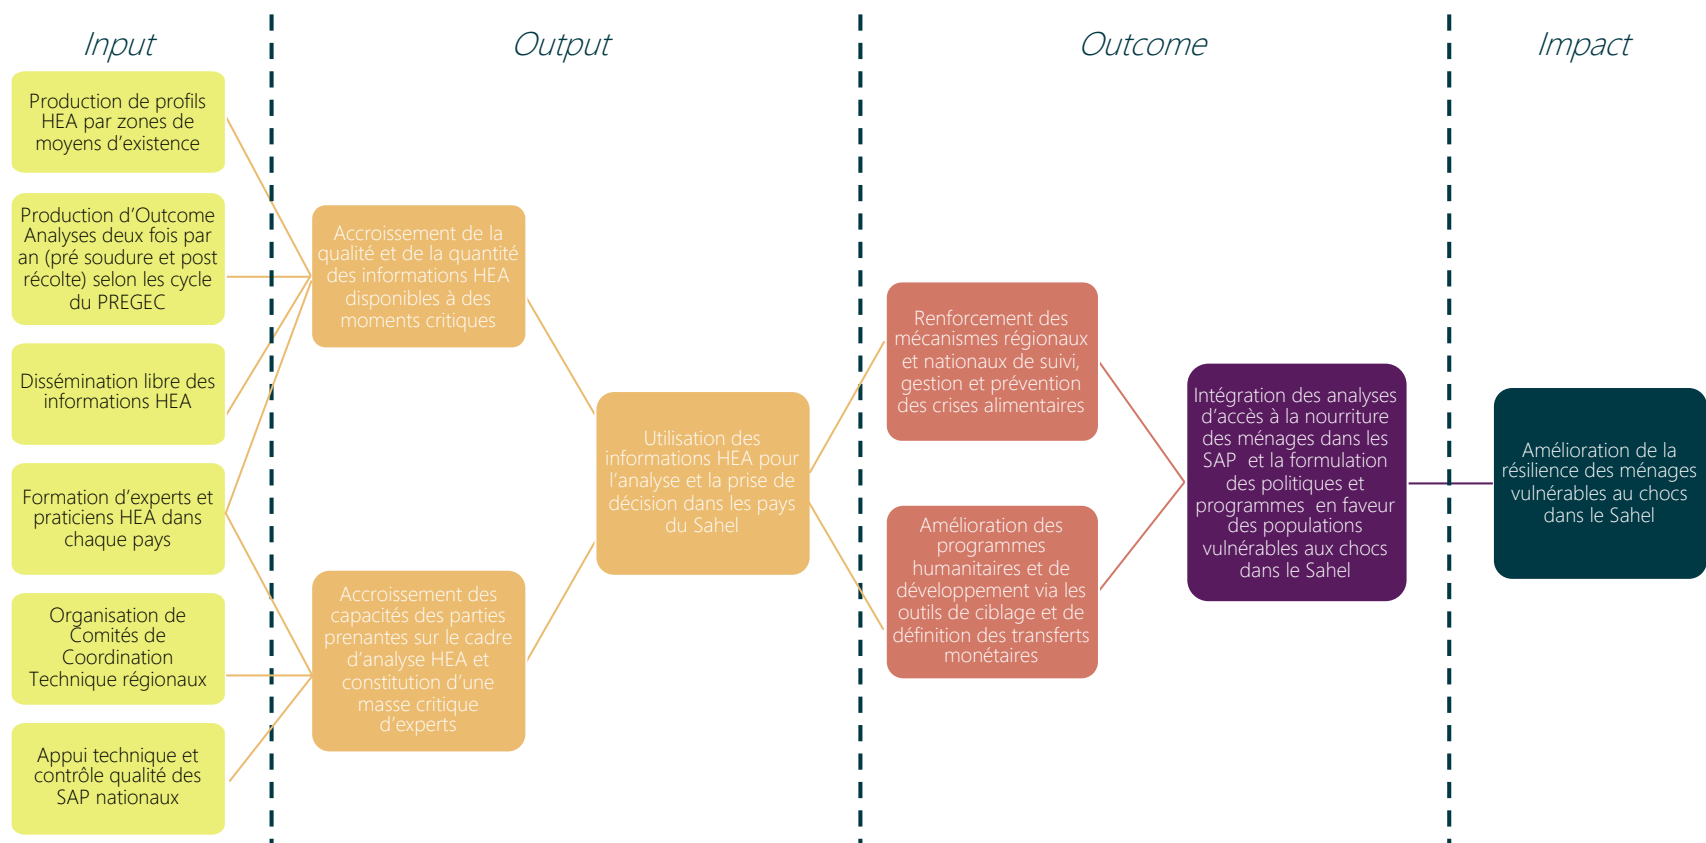 Input
Output
Outcome
Impact
Production de profils
HEA par zones de
moyens d’existence
Production d’Outcome
Analyses deux fois par
an (pré soudure et post
récolte) selon les cycle
du PREGEC
Dissémination libre des
informations HEA
Formation d’experts et
praticiens HEA dans
chaque pays
Organisation de
Comités de
Coordination
Technique régionaux
Appui technique et
contrôle qualité des
SAP nationaux
Accroissement de la
qualité et de la quantité
des informations HEA
disponibles à des
moments critiques
Accroissement des
capacités des parties
prenantes sur le cadre
d’analyse HEA et
constitution d’une
masse critique
d’experts
Utilisation des
informations HEA pour
l’analyse et la prise de
décision dans les pays
du Sahel
Renforcement des
mécanismes régionaux
et nationaux de suivi,
gestion et prévention
des crises alimentaires
Amélioration des
programmes
humanitaires et de
développement via les
outils de ciblage et de
définition des transferts
monétaires
Intégration des analyses
d’accès à la nourriture
des ménages dans les
SAP et la formulation
des politiques et
programmes en faveur
des populations
vulnérables aux chocs
dans le Sahel
Amélioration de la
résilience des ménages
vulnérables au chocs
dans le Sahel